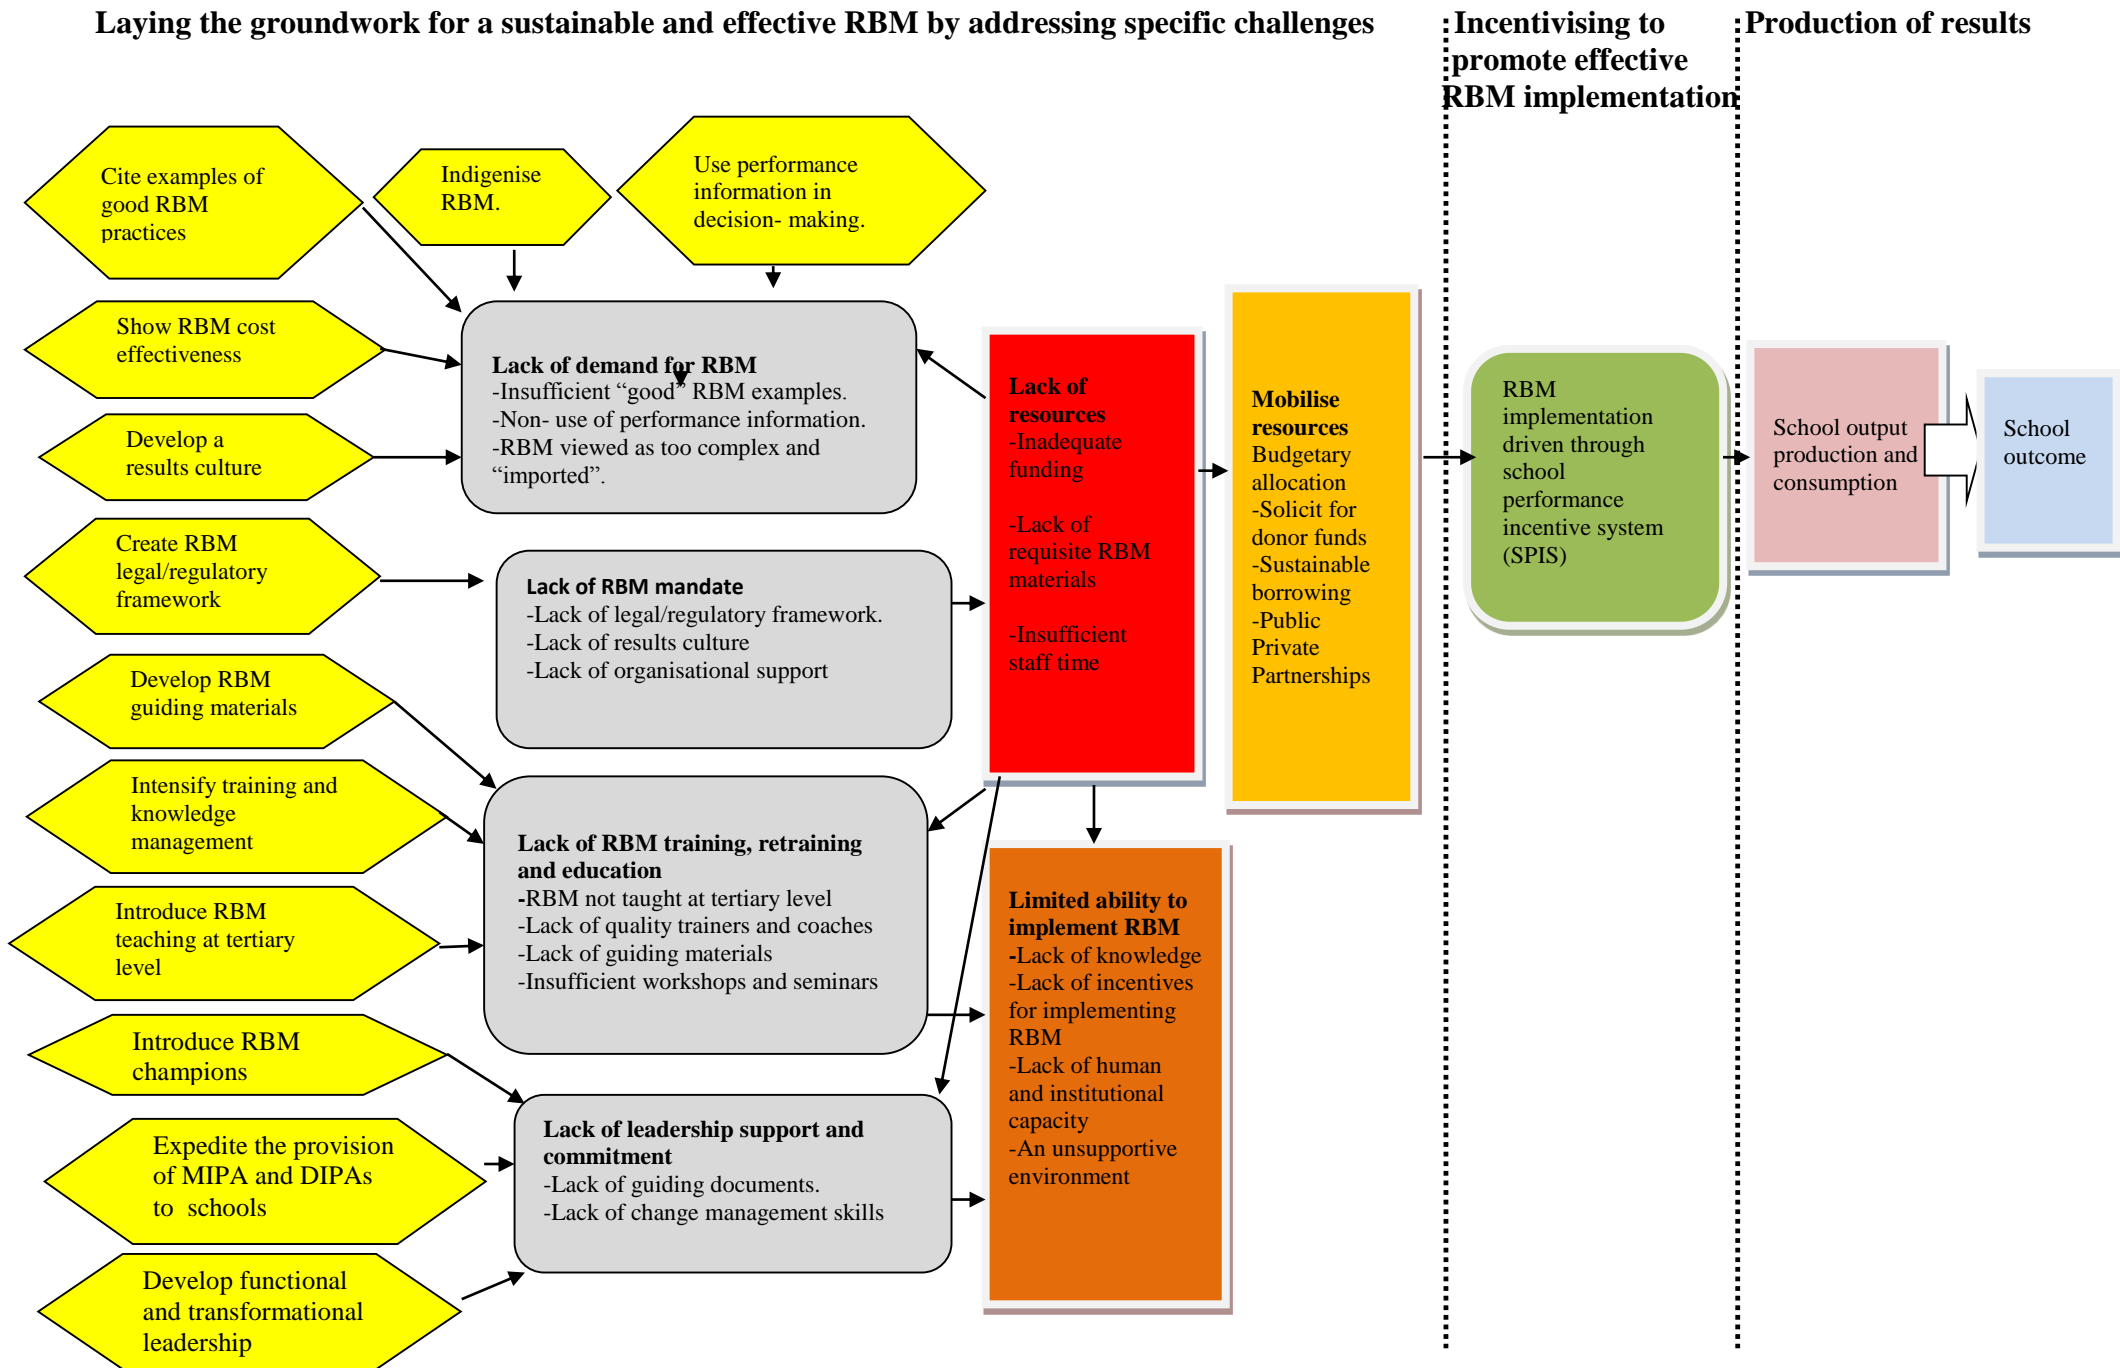 Laying the groundwork for a sustainable and effective RBM by addressing specific challenges
Incentivising to
promote effective
RBM implementation
Production of results
Cite examples of
good RBM
practices
Indigenise
RBM.
Use performance
information in
decision- making.
Show RBM cost
effectiveness
Develop a
results culture
Create RBM
legal/regulatory
framework
Develop RBM
guiding materials
Intensify training and
knowledge
management
Introduce RBM
teaching at tertiary
level
Introduce RBM
champions
Expedite the provision
of MIPA and DIPAs
to schools
Develop functional
and transformational
leadership
Lack of demand for RBM
-Insufficient “good” RBM examples.
-Non- use of performance information.
-RBM viewed as too complex and
“imported”.
Lack of RBM mandate
-Lack of legal/regulatory framework.
-Lack of results culture
-Lack of organisational support
Lack of RBM training, retraining
and education
-RBM not taught at tertiary level
-Lack of quality trainers and coaches
-Lack of guiding materials
-Insufficient workshops and seminars
Lack of leadership support and
commitment
-Lack of guiding documents.
-Lack of change management skills
Lack of
resources
-Inadequate
funding
-Lack of
requisite RBM
materials
-Insufficient
staff time
Limited ability to
implement RBM
-Lack of knowledge
-Lack of incentives
for implementing
RBM
-Lack of human
and institutional
capacity
-An unsupportive
environment
Mobilise
resources
Budgetary
allocation
-Solicit for
donor funds
-Sustainable
borrowing
-Public
Private
Partnerships
RBM
implementation
driven through
school
performance
incentive system
(SPIS)
School output
production and
consumption
School
outcome